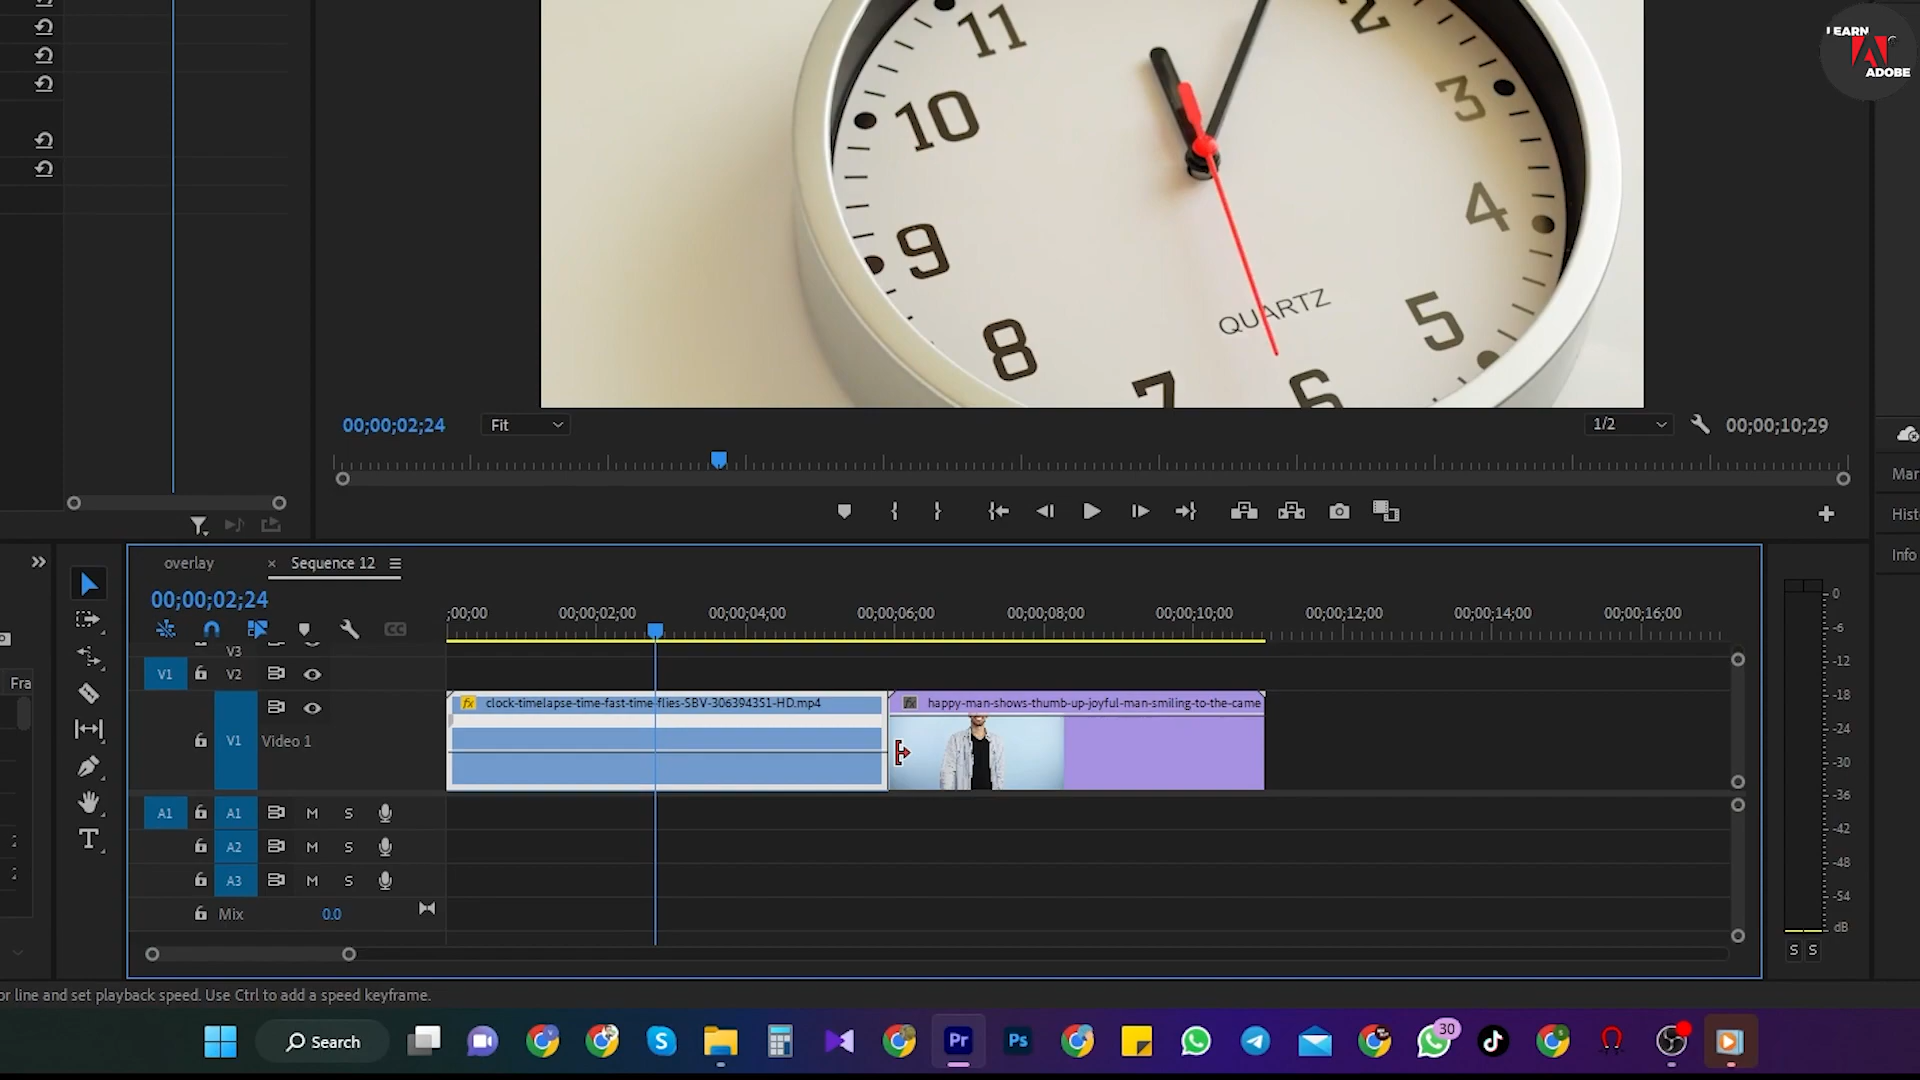 LEARN
ADOBE
11
2
10
3
9
4
8
5
7
6
QUARTZ
00;00;02;24
Fit
1/2
00;00;10;29
Mar
Hist
Info
overlay
× Sequence 12
00;00;02;24
;00;00
00;00;02;00
00;00;04;00
00;00;06;00
00;00;08;00
00;00;10;00
00;00;12;00
00;00;14;00
00;00;16;00
CC
V3
V1 V2
Fra
fx clock-timelapse-time-fast-time-flies-SBV-306394351-HD.mp4
fx happy-man-shows-thumb-up-joyful-man-smiling-to-the-came
V1 Video 1
A1 A1 M S
A2 M S
A3 M S
Mix 0.0
0
-6
-12
-18
-24
-30
-36
-42
-48
-54
dB
S S
or line and set playback speed. Use Ctrl to add a speed keyframe.
Search
S
Pr
Ps
30